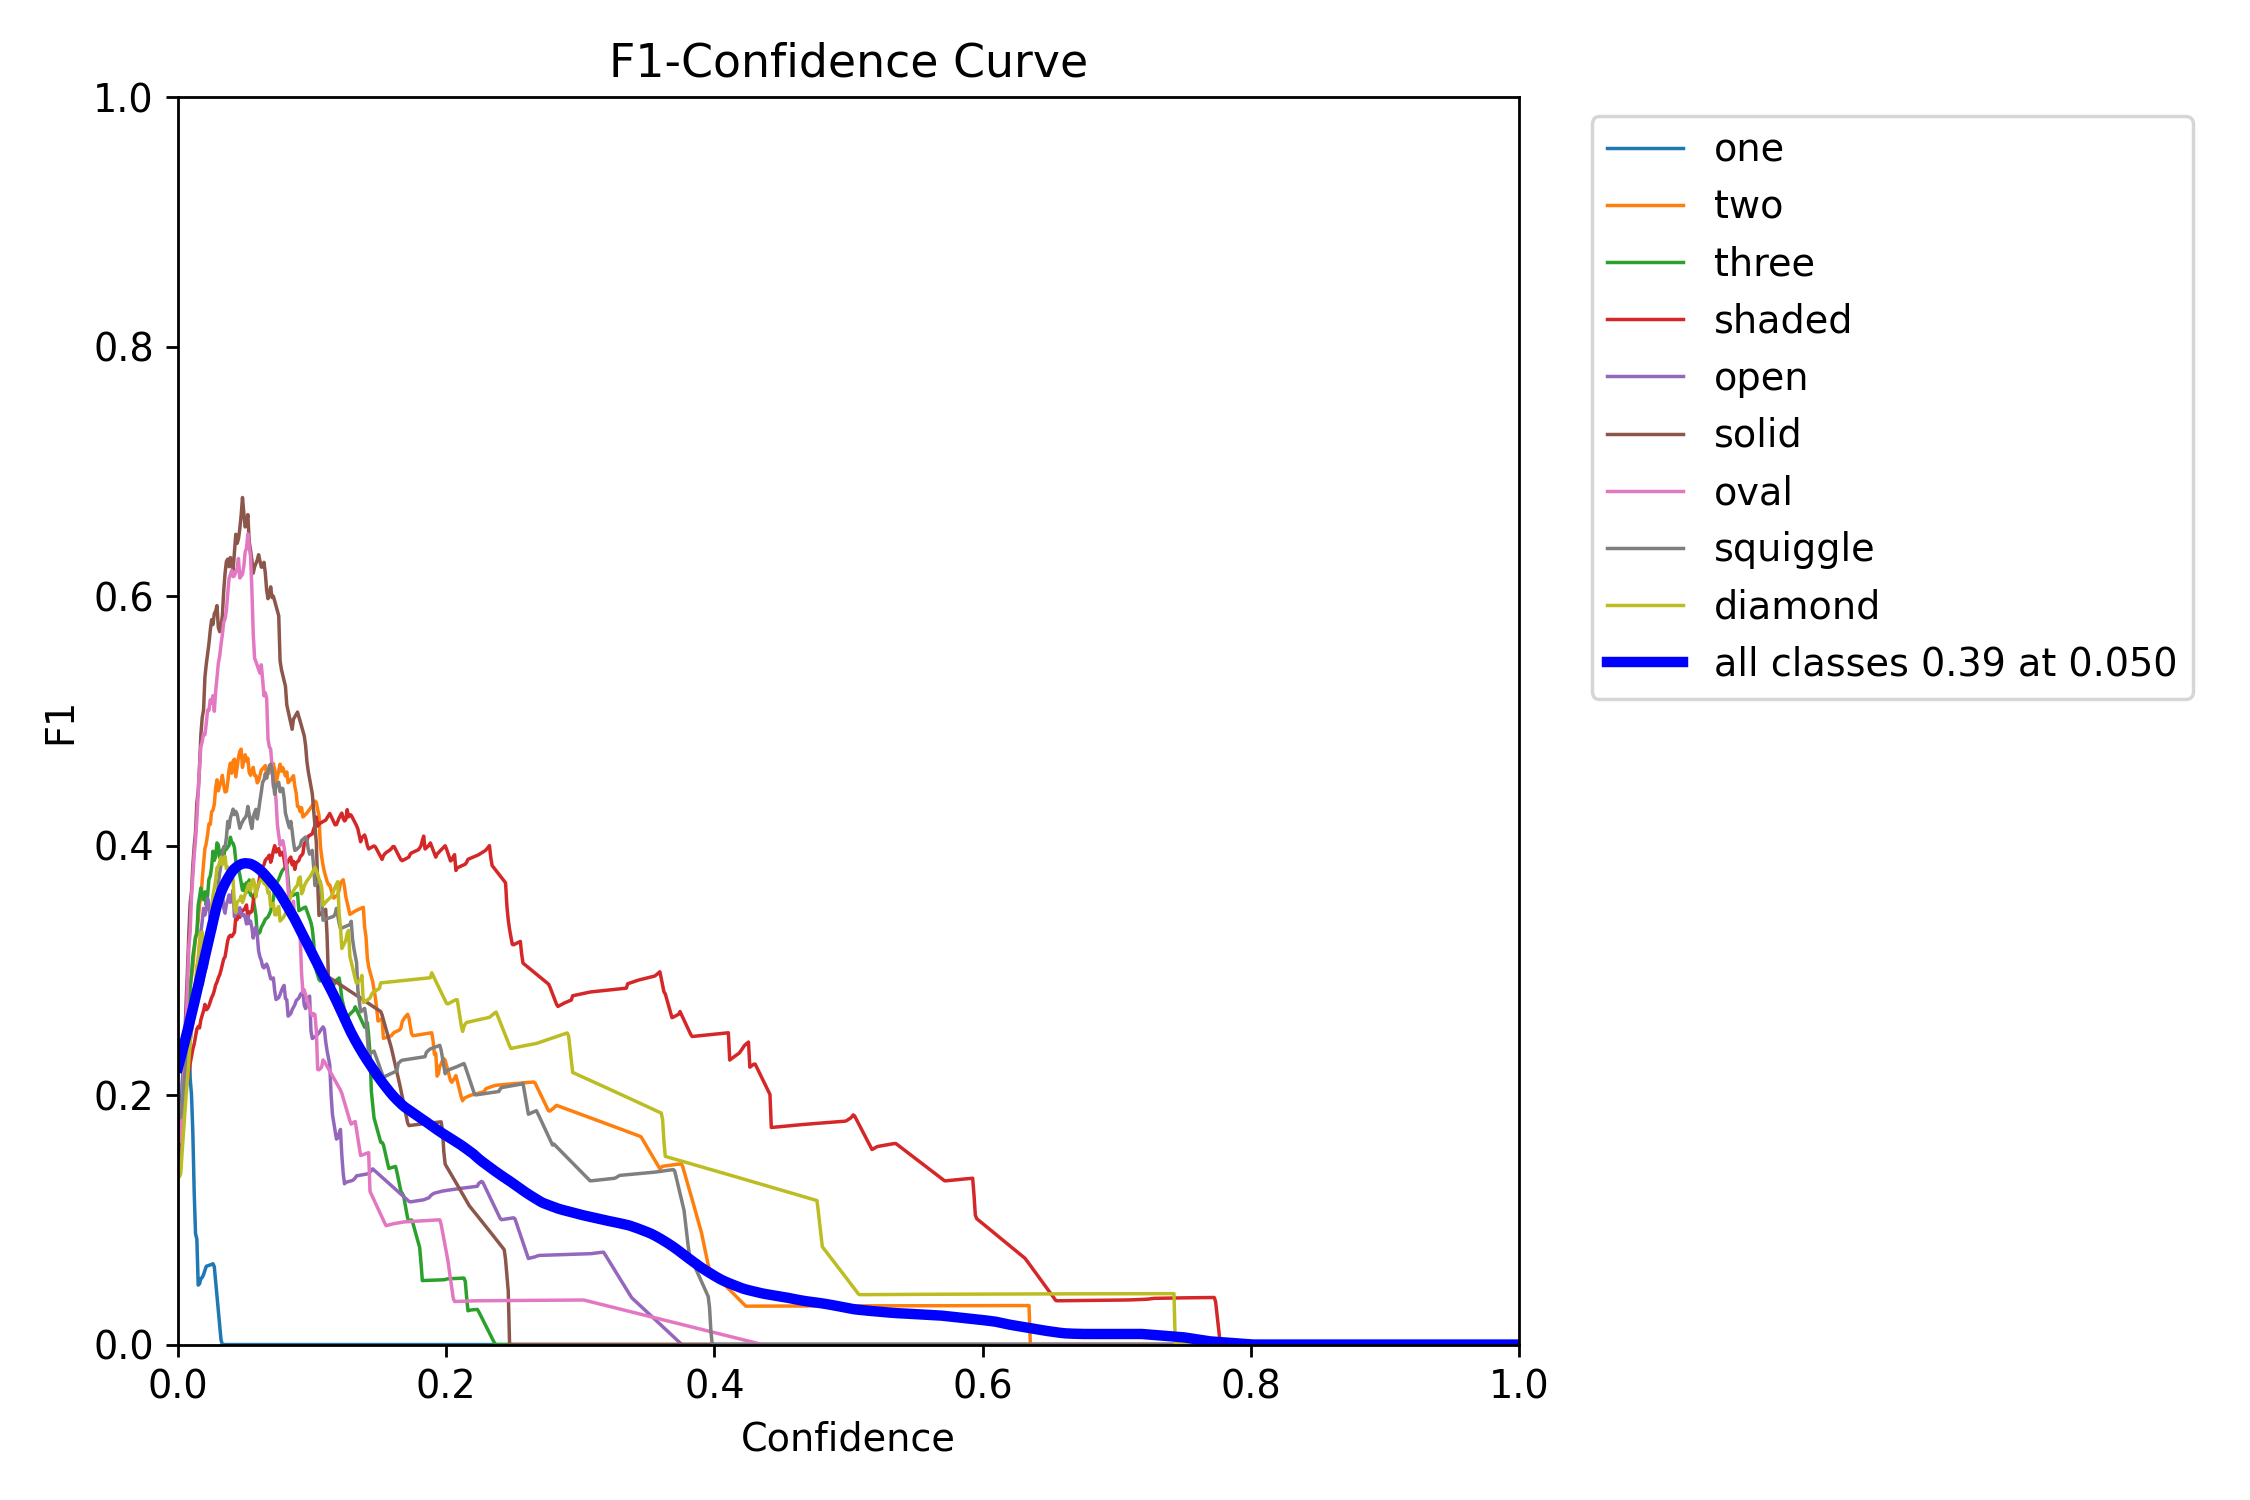 F1-Confidence Curve
1.0
0.8
0.6
0.4
0.2
0.0
F1
0.0 0.2 0.4 0.6 0.8 1.0
Confidence
one
two
three
shaded
open
solid
oval
squiggle
diamond
all classes 0.39 at 0.050